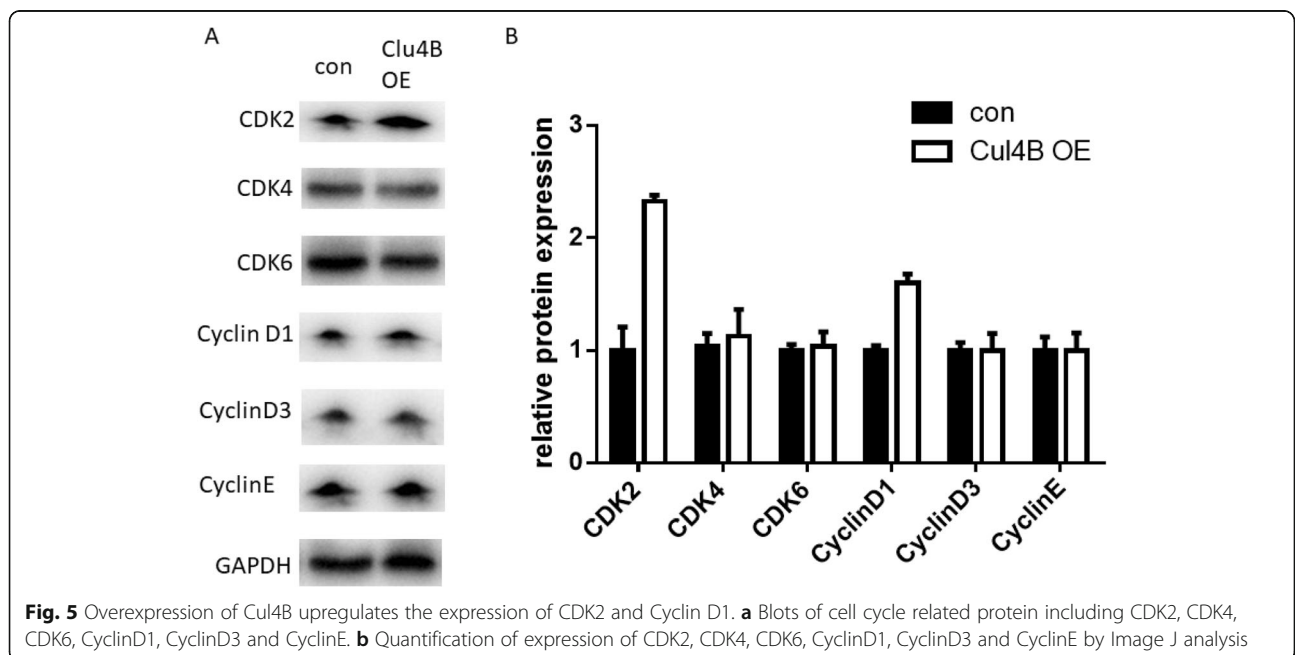 A
con
Clu4B
OE
CDK2
CDK4
CDK6
Cyclin D1
CyclinD3
CyclinE
GAPDH
B
con
Cul4B OE
relative protein expression
3
2
1
0
CDK2
CDK4
CDK6
CyclinD1
CyclinD3
CyclinE
Fig. 5 Overexpression of Cul4B upregulates the expression of CDK2 and Cyclin D1. a Blots of cell cycle related protein including CDK2, CDK4,
CDK6, CyclinD1, CyclinD3 and CyclinE. b Quantification of expression of CDK2, CDK4, CDK6, CyclinD1, CyclinD3 and CyclinE by Image J analysis